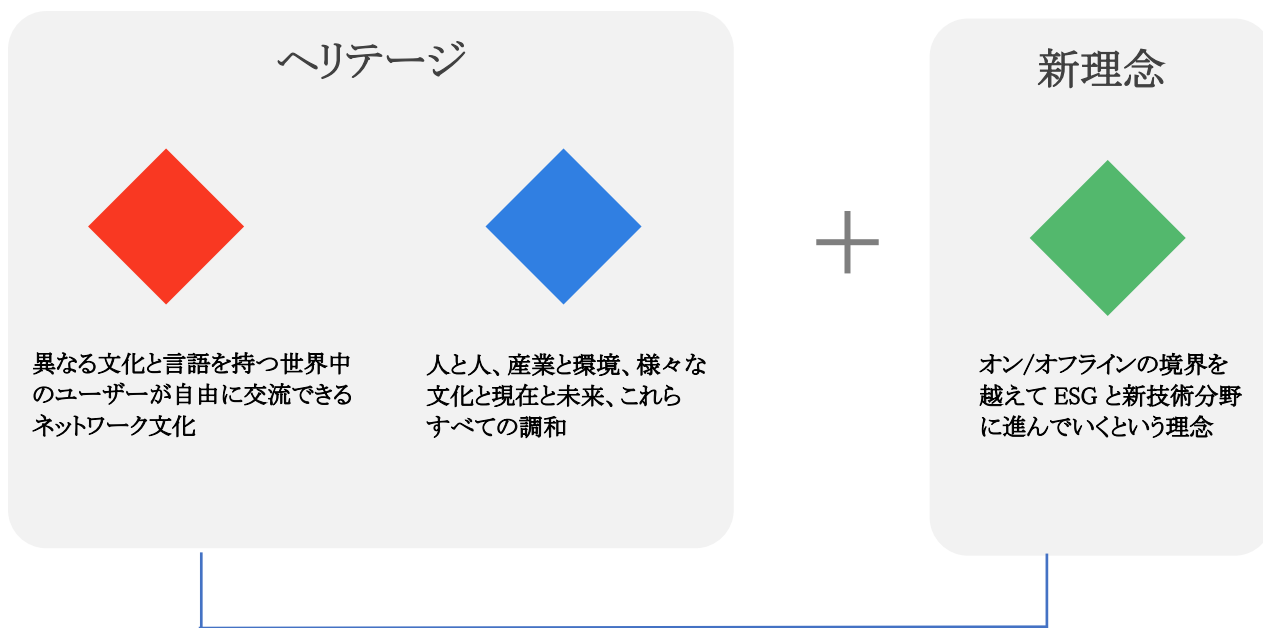 ヘリテージ
異なる文化と言語を持つ世界中
のユーザーが自由に交流できる
ネットワーク文化
人と人、産業と環境、様々な
文化と現在と未来、これら
すべての調和
新理念
オン/オフラインの境界を
越えて ESG と新技術分野
に進んでいくという理念